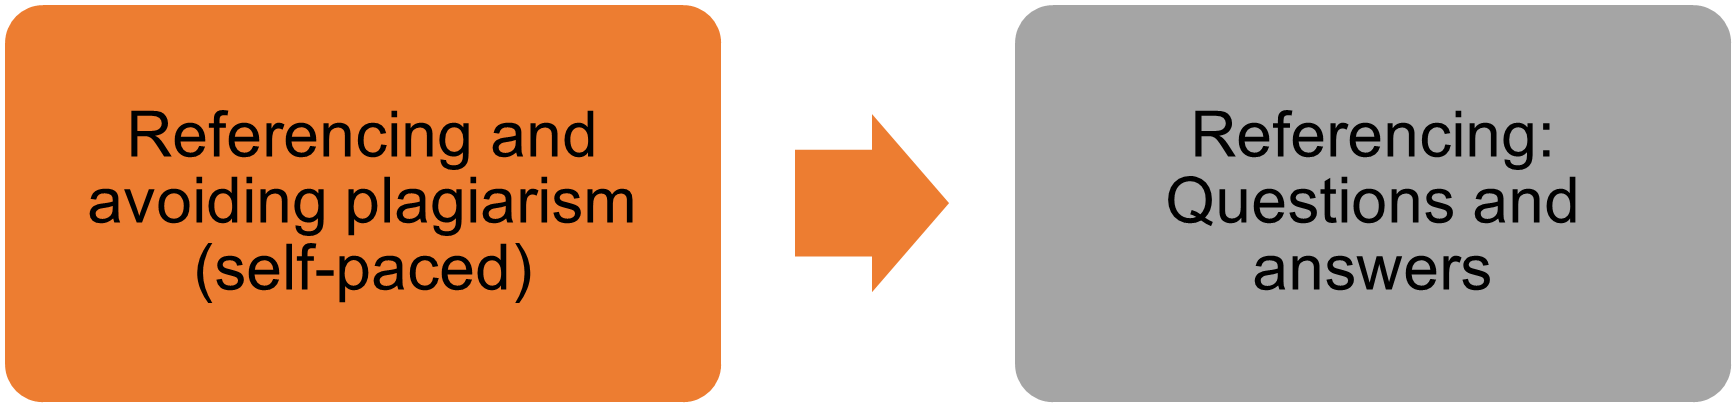 Referencing and
avoiding plagiarism
(self-paced)
Referencing:
Questions and
answers